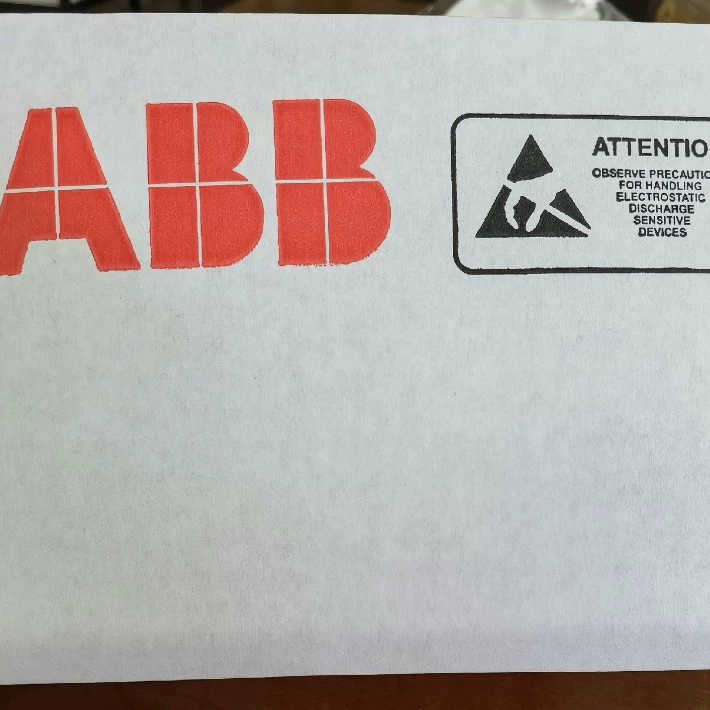 ABB
ATTENTIO
OBSERVE PRECAUTIO
FOR HANDLING
ELECTROSTATIC
DISCHARGE
SENSITIVE
DEVICES